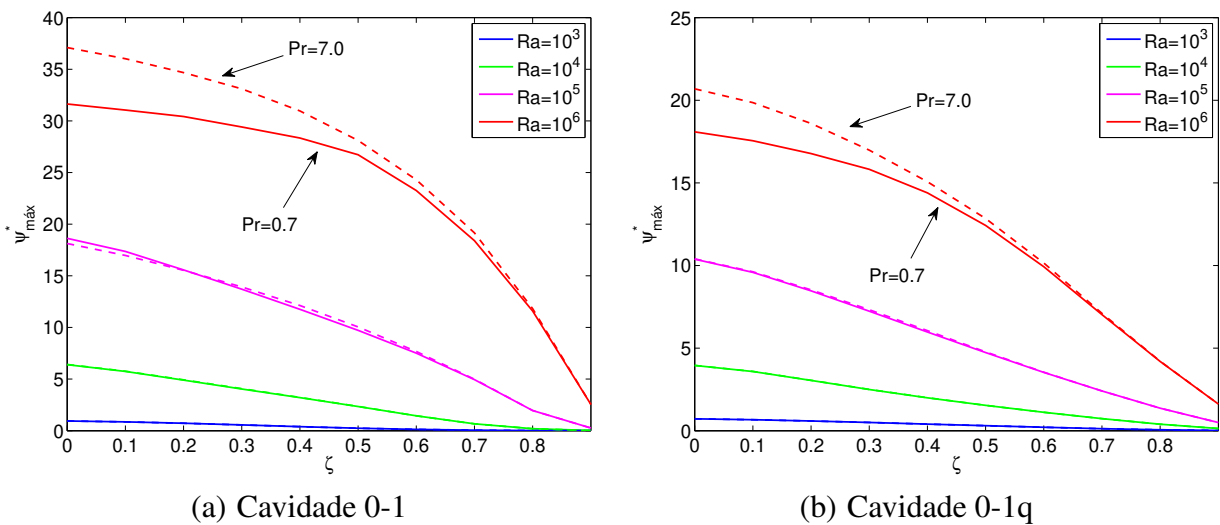 40
35
30
25
20
15
10
5
0
ψ*máx
0 0.1 0.2 0.3 0.4 0.5 0.6 0.7 0.8
ζ
Pr=7.0
Pr=0.7
Ra=10³
Ra=10⁴
Ra=10⁵
Ra=10⁶
(a) Cavidade 0-1
25
20
15
10
5
0
ψ*máx
0 0.1 0.2 0.3 0.4 0.5 0.6 0.7 0.8
ζ
Pr=7.0
Pr=0.7
Ra=10³
Ra=10⁴
Ra=10⁵
Ra=10⁶
(b) Cavidade 0-1q